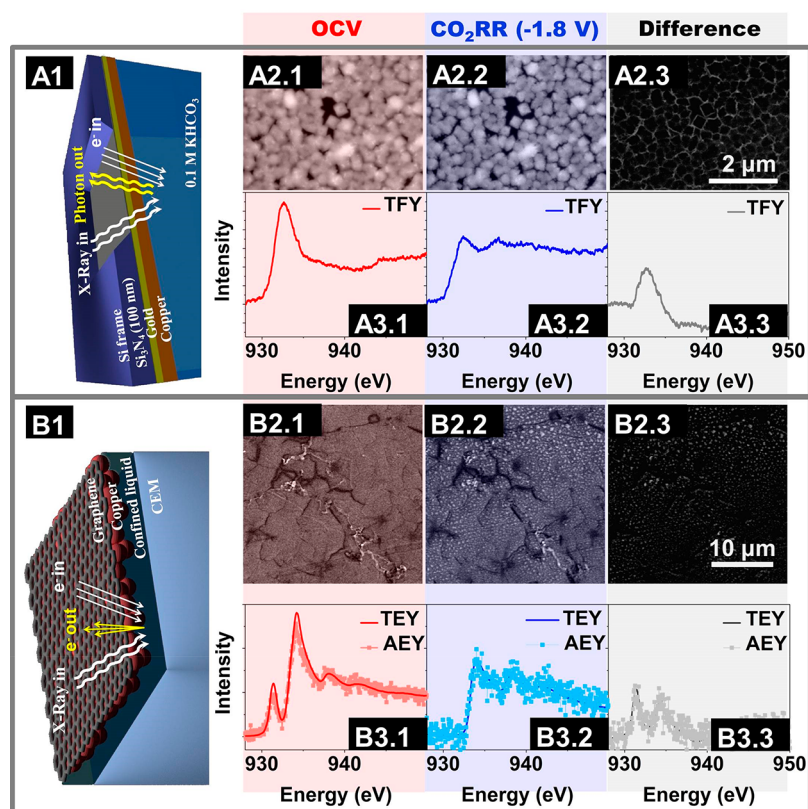 OCV
CO₂RR (-1.8 V)
Difference
A1
X-Ray in
Photon out
e⁻ in
0.1 M KHCO₃
Si frame
Si₃N₄ (100 nm)
Gold
Copper
A2.1
A2.2
A2.3
2 μm
Intensity
TFY
A3.1
TFY
A3.2
TFY
A3.3
930
940
930
940
930
940
950
Energy (eV)
Energy (eV)
Energy (eV)
B1
X-Ray in
e⁻ out
e⁻ in
Graphene
Copper
Confined liquid
CEM
B2.1
B2.2
B2.3
10 μm
Intensity
TEY
AEY
B3.1
TEY
AEY
B3.2
TEY
AEY
B3.3
930
940
930
940
930
940
950
Energy (eV)
Energy (eV)
Energy (eV)